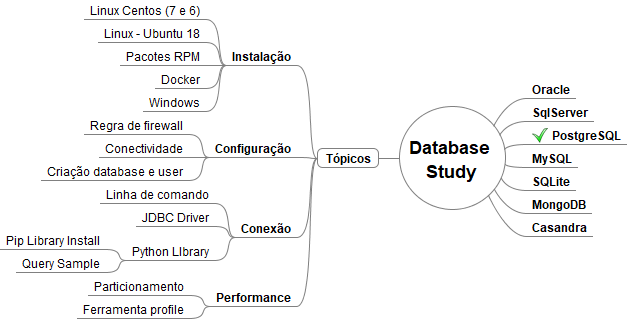 Linux Centos (7 e 6)
Linux - Ubuntu 18
Pacotes RPM
Docker
Windows
Instalação
Regra de firewall
Conectividade
Criação database e user
Configuração
Linha de comando
JDBC Driver
Pip Library Install
Query Sample
Python LIbrary
Conexão
Particionamento
Ferramenta profile
Performance
Tópicos
Database
Study
Oracle
SqlServer
PostgreSQL
MySQL
SQLite
MongoDB
Casandra